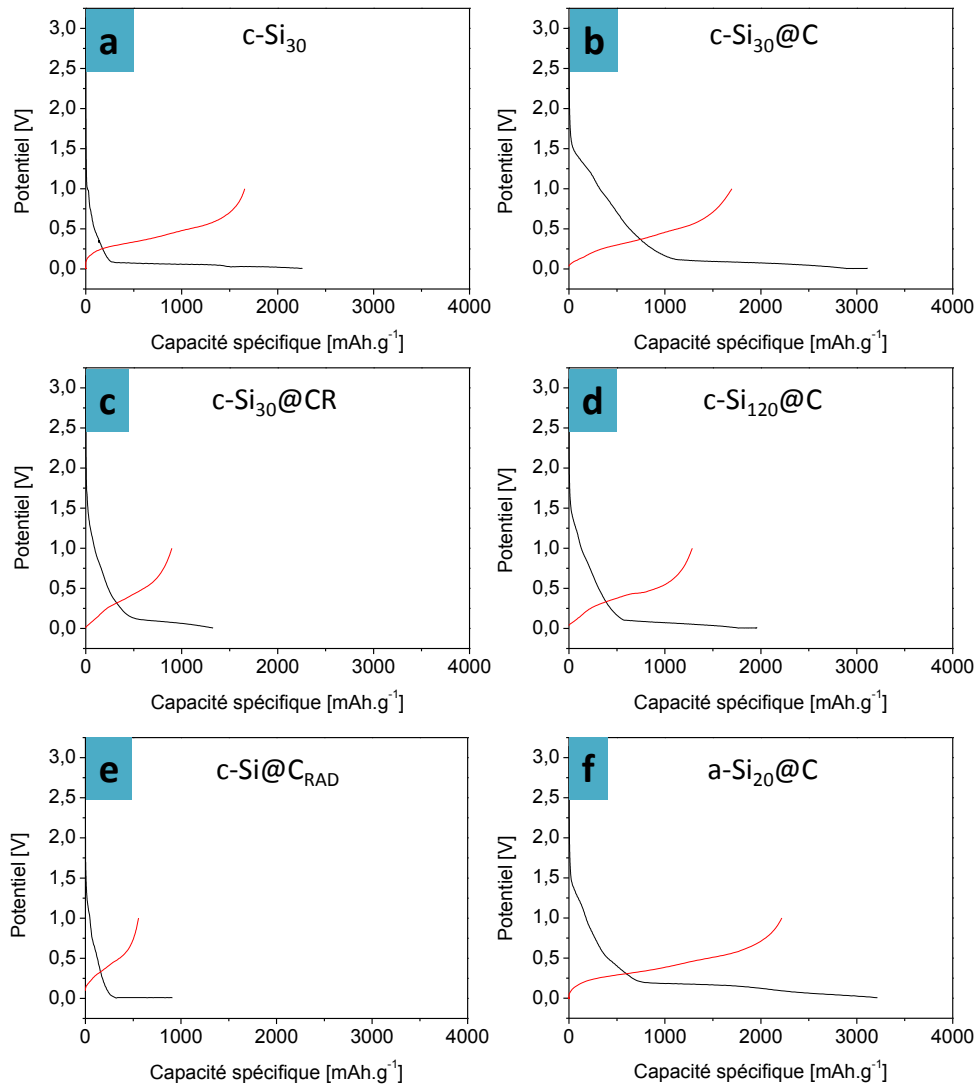 a
c-Si₃₀
3,0
2,5
2,0
1,5
1,0
0,5
0,0
Potentiel [V]
0 1000 2000 3000 4000
Capacité spécifique [mAh.g⁻¹]
b
c-Si₃₀@C
3,0
2,5
2,0
1,5
1,0
0,5
0,0
Potentiel [V]
0 1000 2000 3000 4000
Capacité spécifique [mAh.g⁻¹]
c
c-Si₃₀@CR
3,0
2,5
2,0
1,5
1,0
0,5
0,0
Potentiel [V]
0 1000 2000 3000 4000
Capacité spécifique [mAh.g⁻¹]
d
c-Si₁₂₀@C
3,0
2,5
2,0
1,5
1,0
0,5
0,0
Potentiel [V]
0 1000 2000 3000 4000
Capacité spécifique [mAh.g⁻¹]
e
c-Si@C_RAD
3,0
2,5
2,0
1,5
1,0
0,5
0,0
Potentiel [V]
0 1000 2000 3000 4000
Capacité spécifique [mAh.g⁻¹]
f
a-Si₂₀@C
3,0
2,5
2,0
1,5
1,0
0,5
0,0
Potentiel [V]
0 1000 2000 3000 4000
Capacité spécifique [mAh.g⁻¹]